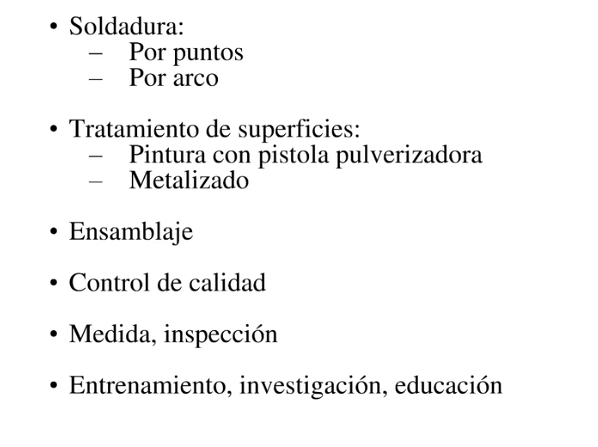 • Soldadura:
– Por puntos
– Por arco
• Tratamiento de superficies:
– Pintura con pistola pulverizadora
– Metalizado
• Ensamblaje
• Control de calidad
• Medida, inspección
• Entrenamiento, investigación, educación